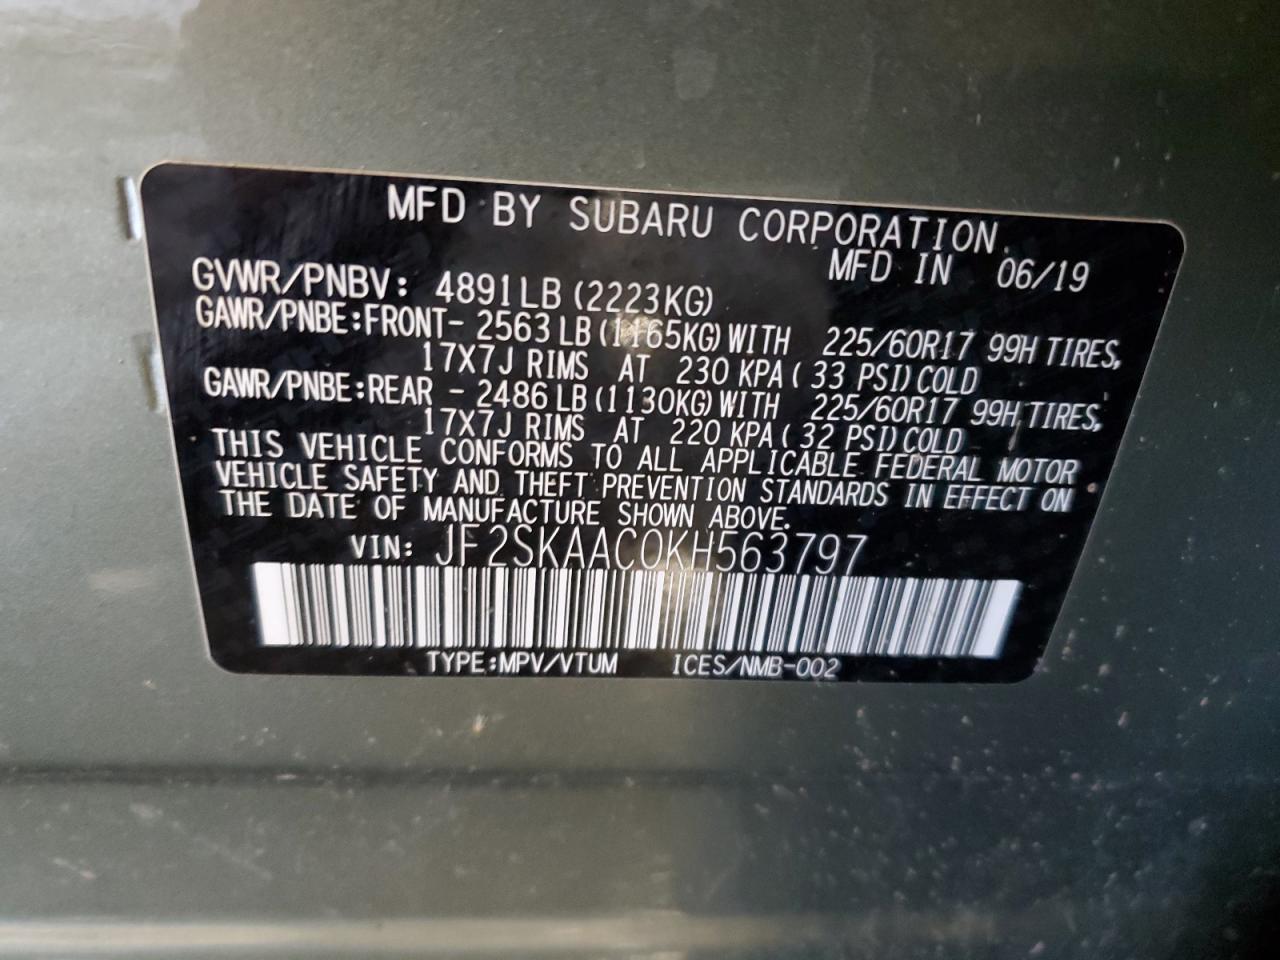 MFD BY SUBARU CORPORATION.
MFD IN 06/19
GVWR/PNBV: 4891LB (2223KG)
GAWR/PNBE:FRONT- 2563 LB (1165KG) WITH 225/60R17 99H TIRES,
17X7J RIMS AT 230 KPA ( 33 PSI) COLD
GAWR/PNBE:REAR - 2486 LB (1130KG) WITH 225/60R17 99H TIRES,
17X7J RIMS AT 220 KPA ( 32 PSI) COLD
THIS VEHICLE CONFORMS TO ALL APPLICABLE FEDERAL MOTOR
VEHICLE SAFETY AND THEFT PREVENTION STANDARDS IN EFFECT ON
THE DATE OF MANUFACTURE SHOWN ABOVE.
VIN: JF2SKAAC0KH563797
TYPE:MPV/VTUM ICES/NMB-002